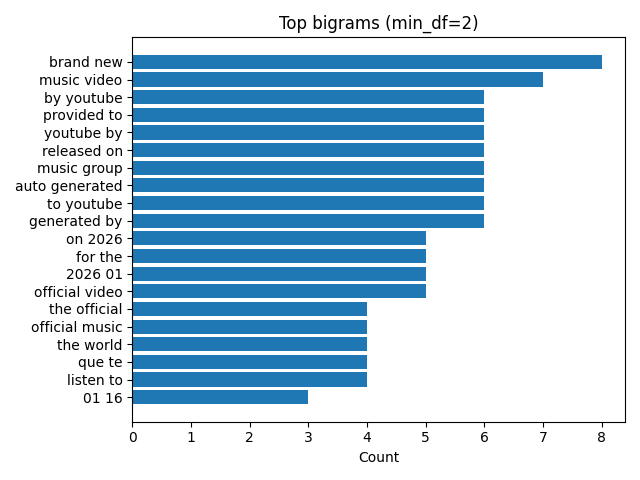 Top bigrams (min_df=2)
brand new
music video
by youtube
provided to
youtube by
released on
music group
auto generated
to youtube
generated by
on 2026
for the
2026 01
official video
the official
official music
the world
que te
listen to
01 16
0 1 2 3 4 5 6 7 8
Count